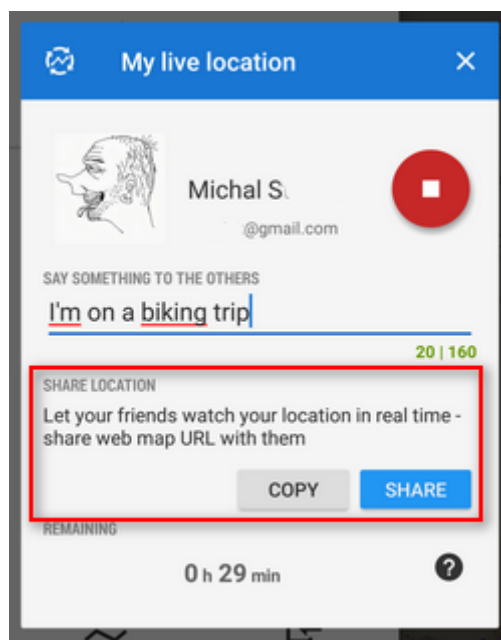 My live location
Michal S
@gmail.com
SAY SOMETHING TO THE OTHERS
I'm on a biking trip
20 | 160
SHARE LOCATION
Let your friends watch your location in real time -
share web map URL with them
COPY SHARE
REMAINING
0 h 29 min